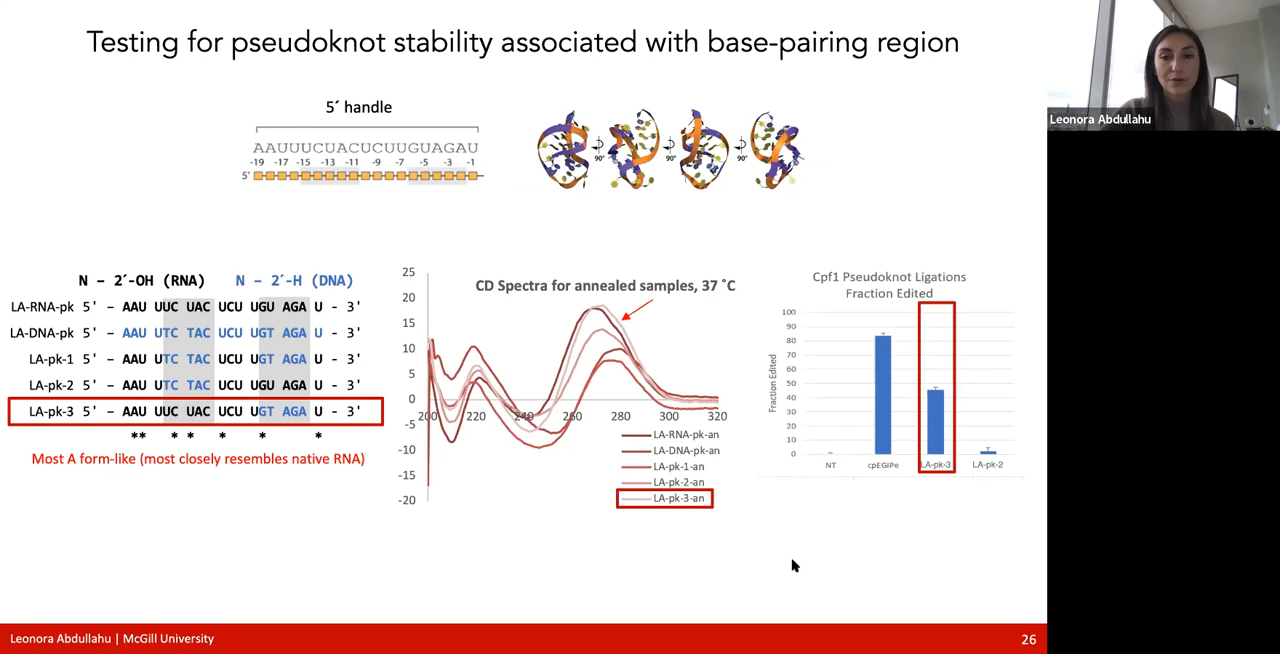 Testing for pseudoknot stability associated with base-pairing region
Leonora Abdullahu
5´ handle
AAUUUCUACUCUUGUAGAU
-19 -17 -15 -13 -11 -9 -7 -5 -3 -1
5'
90° 90° 90°
N – 2´-OH (RNA) N – 2´-H (DNA)
LA-RNA-pk 5' – AAU UUC UAC UCU UGU AGA U - 3'
LA-DNA-pk 5' – AAU UTC TAC UCU UGT AGA U - 3'
LA-pk-1 5' – AAU UTC TAC UCU UGT AGA U - 3'
LA-pk-2 5' – AAU UTC TAC UCU UGU AGA U - 3'
LA-pk-3 5' – AAU UUC UAC UCU UGT AGA U - 3'
** * * * * *
Most A form-like (most closely resembles native RNA)
CD Spectra for annealed samples, 37 ˚C
25
20
15
10
5
0
-5
-10
-15
-20
200 220 240 260 280 300 320
LA-RNA-pk-an
LA-DNA-pk-an
LA-pk-1-an
LA-pk-2-an
LA-pk-3-an
Cpf1 Pseudoknot Ligations
Fraction Edited
Fraction Edited
100
90
80
70
60
50
40
30
20
10
0
NT cpEGIPe LA-pk-3 LA-pk-2
Leonora Abdullahu | McGill University
26